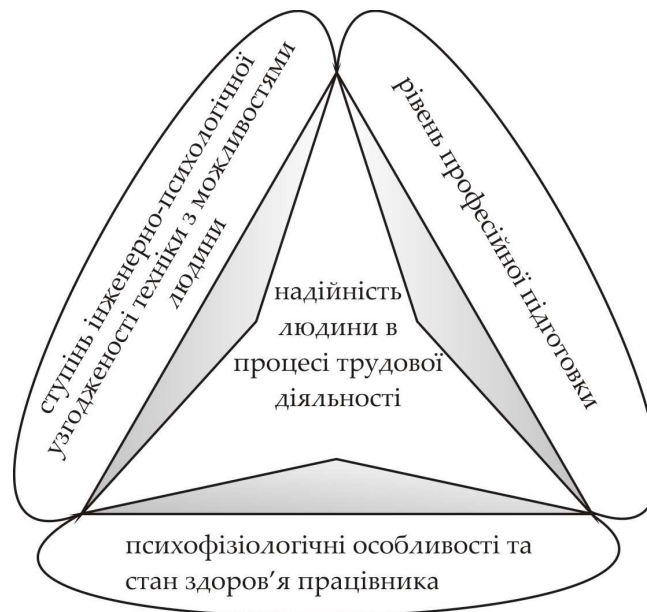 ступінь інженерно-психологічної
узгодженості техніки з можливостями
людини
рівень професійної підготовки
надійність
людини в
процесі трудової
діяльності
психофізіологічні особливості та
стан здоров’я працівника